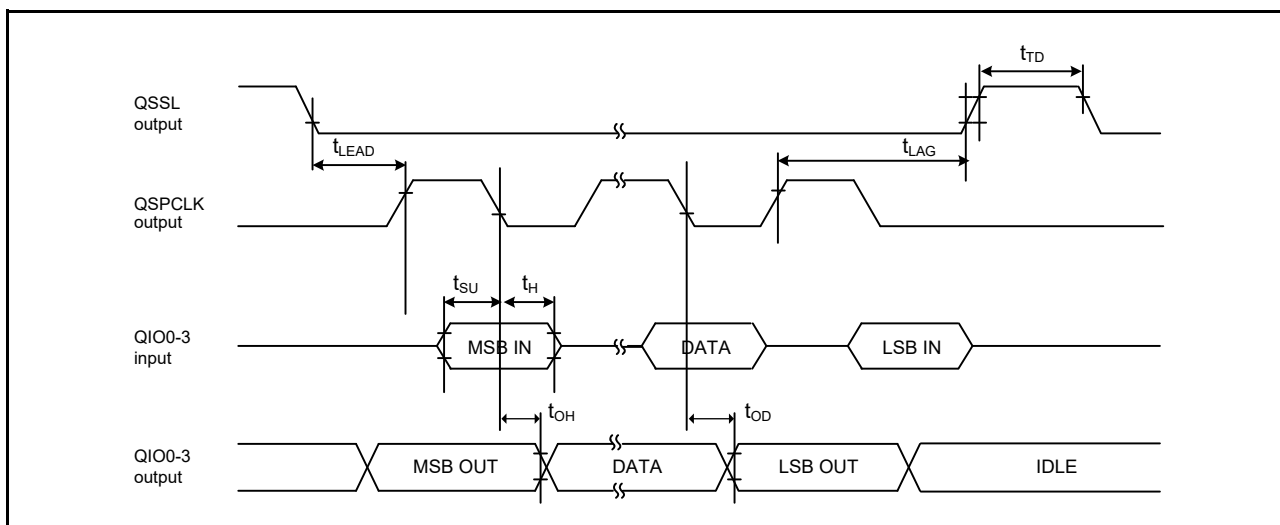 QSSL
output
tTD
tLEAD
tLAG
QSPCLK
output
tSU
tH
QIO0-3
input
MSB IN
DATA
LSB IN
tOH
tOD
QIO0-3
output
MSB OUT
DATA
LSB OUT
IDLE